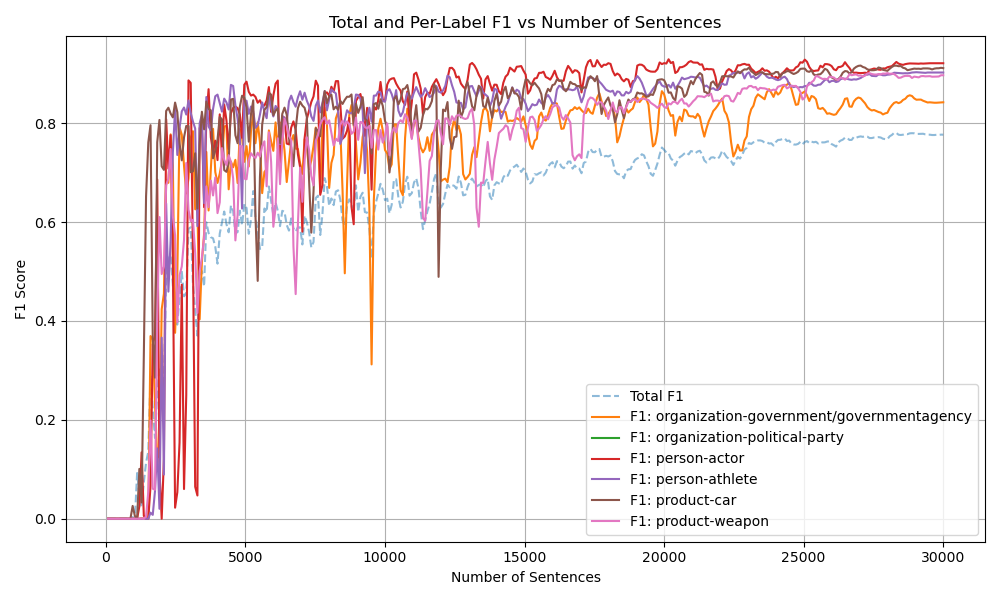 Total and Per-Label F1 vs Number of Sentences
F1 Score
0.8
0.6
0.4
0.2
0.0
Total F1
F1: organization-government/governmentagency
F1: organization-political-party
F1: person-actor
F1: person-athlete
F1: product-car
F1: product-weapon
0 5000 10000 15000 20000 25000 30000
Number of Sentences